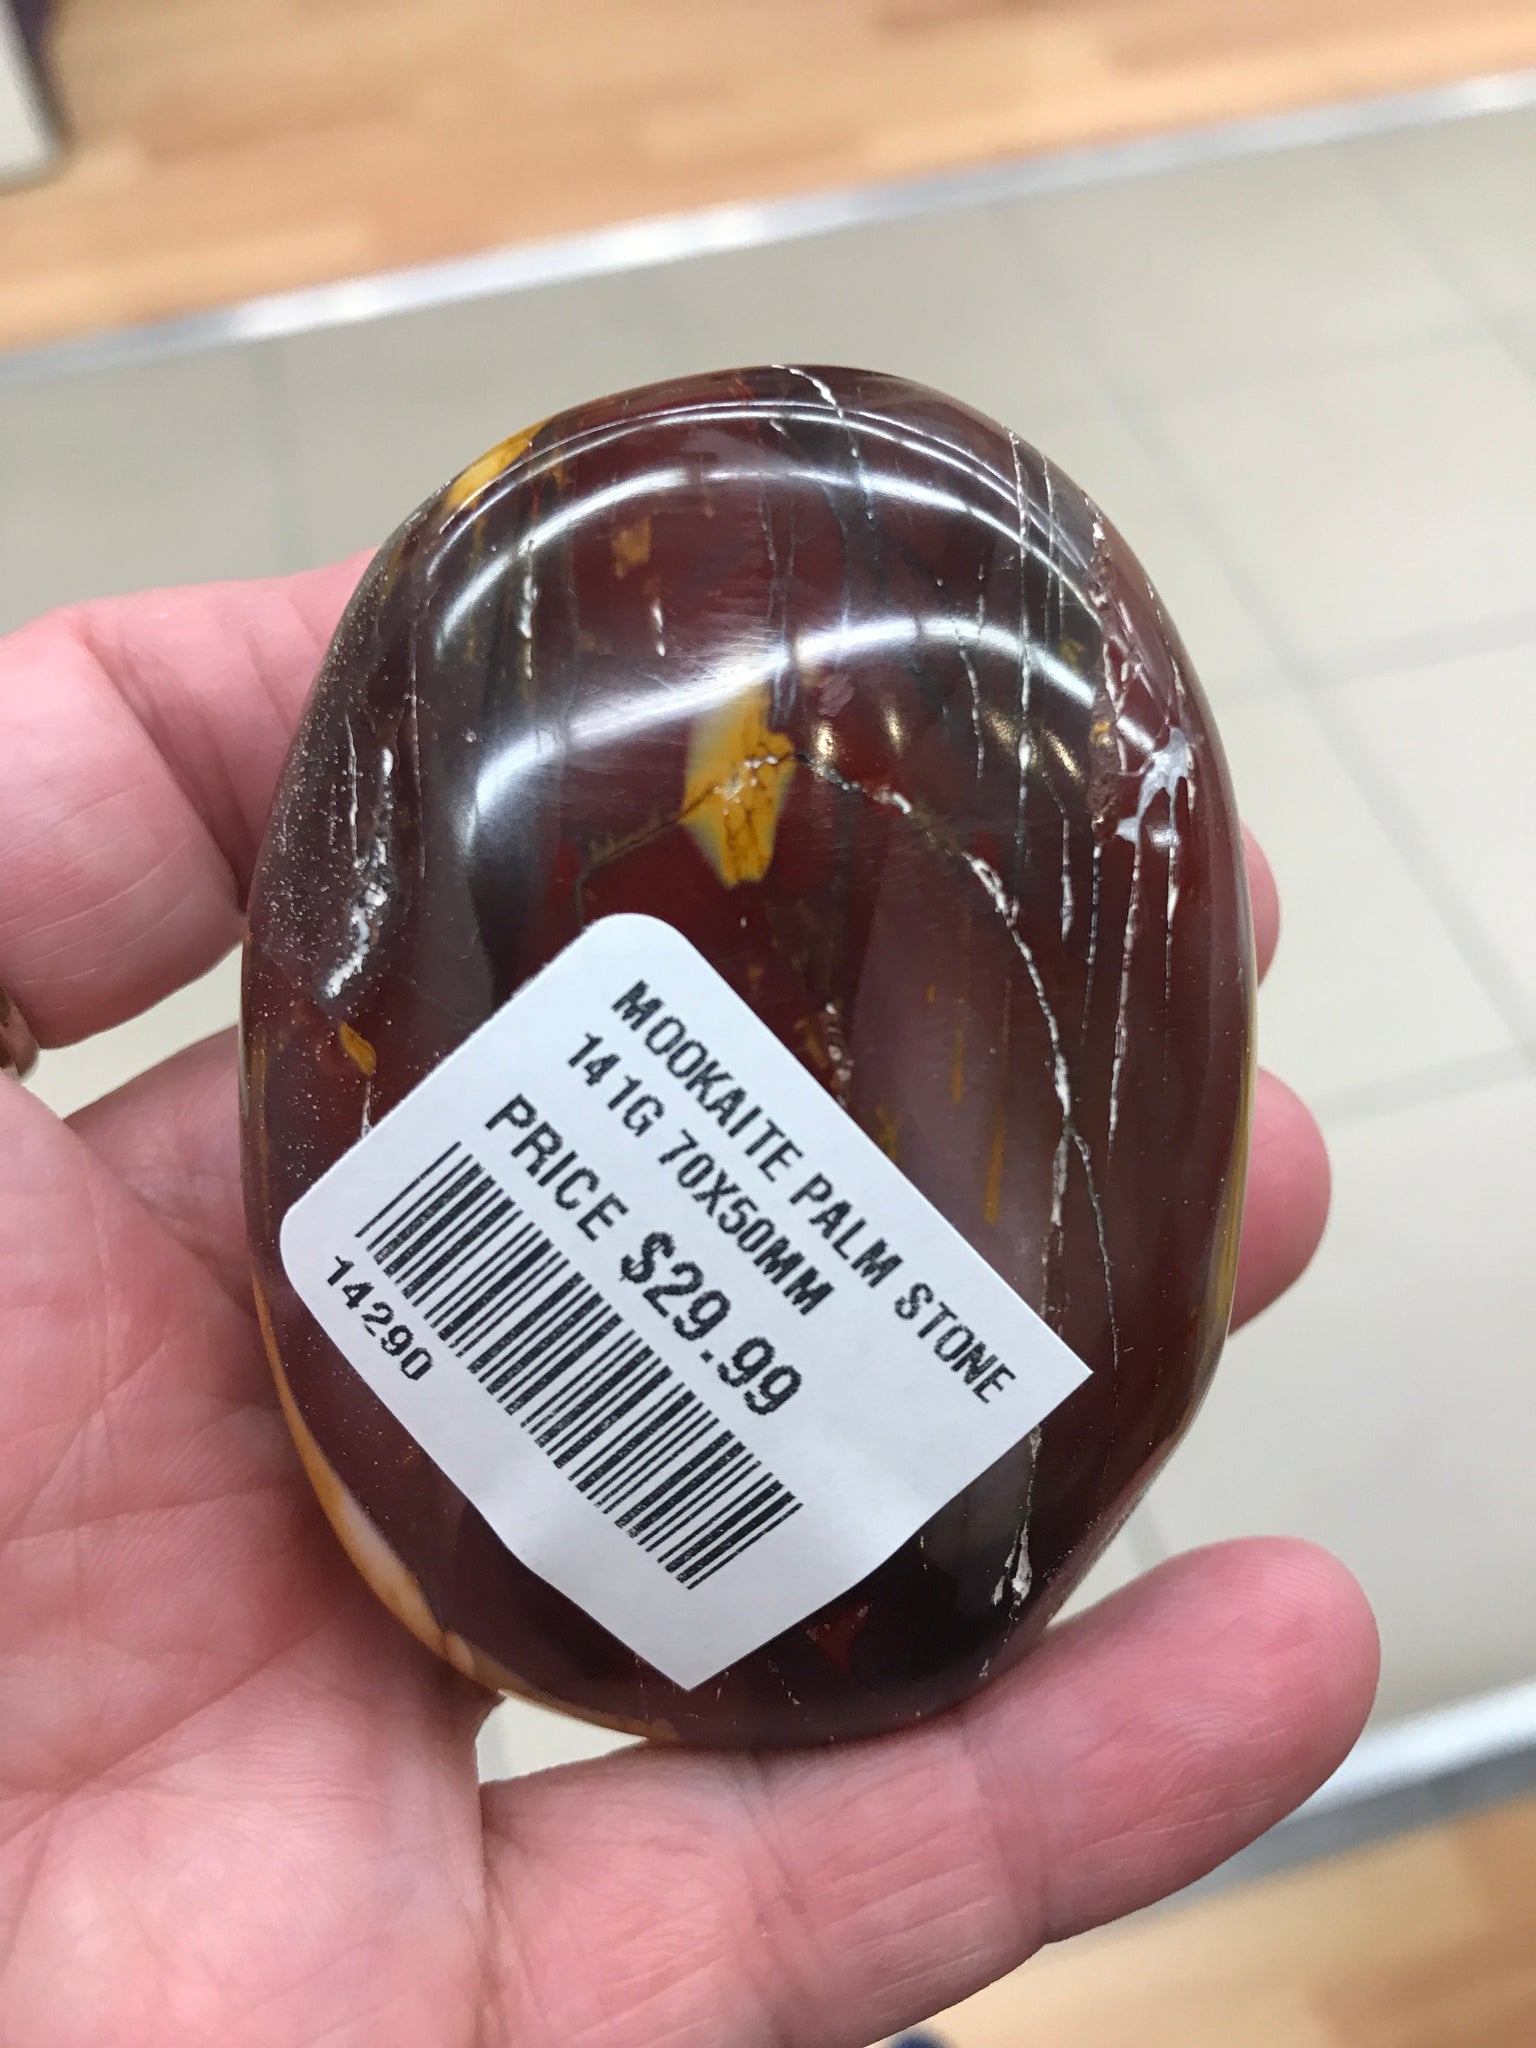 MOOKAITE PALM STONE
141G 70X50MM
PRICE $29.99
14290